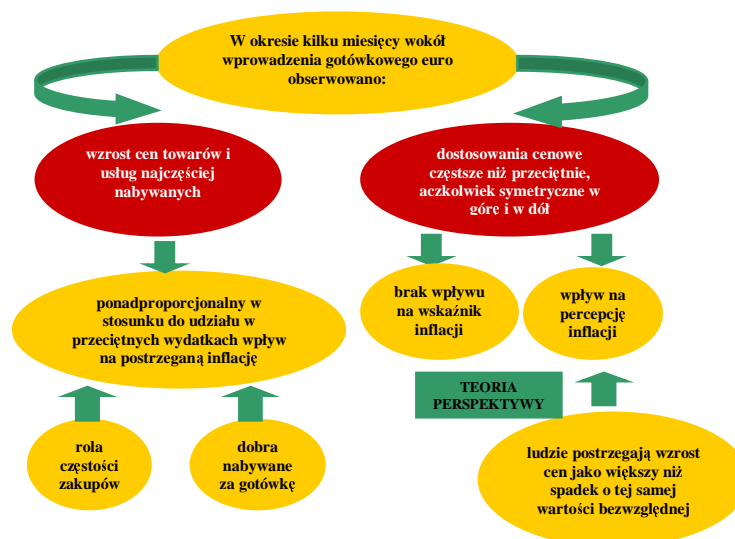 W okresie kilku miesięcy wokół
wprowadzenia gotówkowego euro
obserwowano:
wzrost cen towarów i
usług najczęściej
nabywanych
dostosowania cenowe
częstsze niż przeciętnie,
aczkolwiek symetryczne w
górę i w dół
ponadproporcjonalny w
stosunku do udziału w
przeciętnych wydatkach wpływ
na postrzeganą inflację
brak wpływu
na wskaźnik
inflacji
wpływ na
percepcję
inflacji
TEORIA
PERSPEKTYWY
rola
częstości
zakupów
dobra
nabywane
za gotówkę
ludzie postrzegają wzrost
cen jako większy niż
spadek o tej samej
wartości bezwzględnej